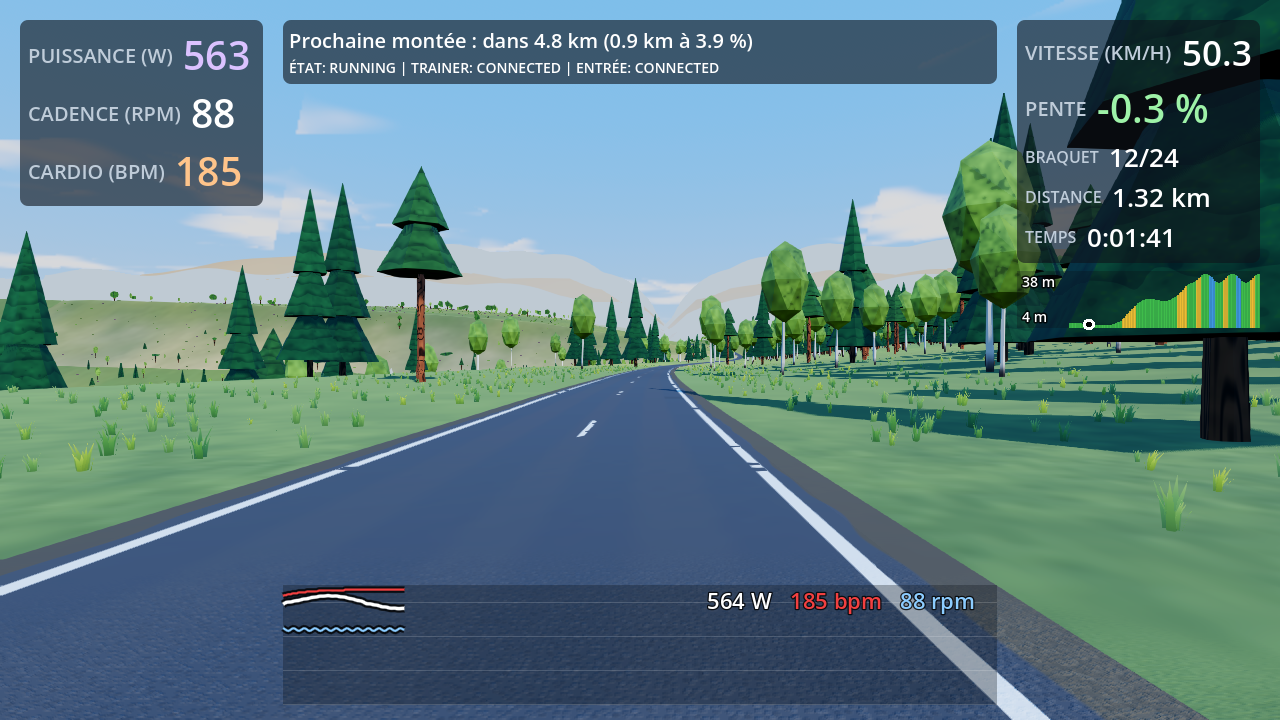 PUISSANCE (W) 563
CADENCE (RPM) 88
CARDIO (BPM) 185
Prochaine montée : dans 4.8 km (0.9 km à 3.9 %)
ÉTAT: RUNNING | TRAINER: CONNECTED | ENTRÉE: CONNECTED
VITESSE (KM/H) 50.3
PENTE -0.3 %
BRAQUET 12/24
DISTANCE 1.32 km
TEMPS 0:01:41
38 m
4 m
564 W 185 bpm 88 rpm